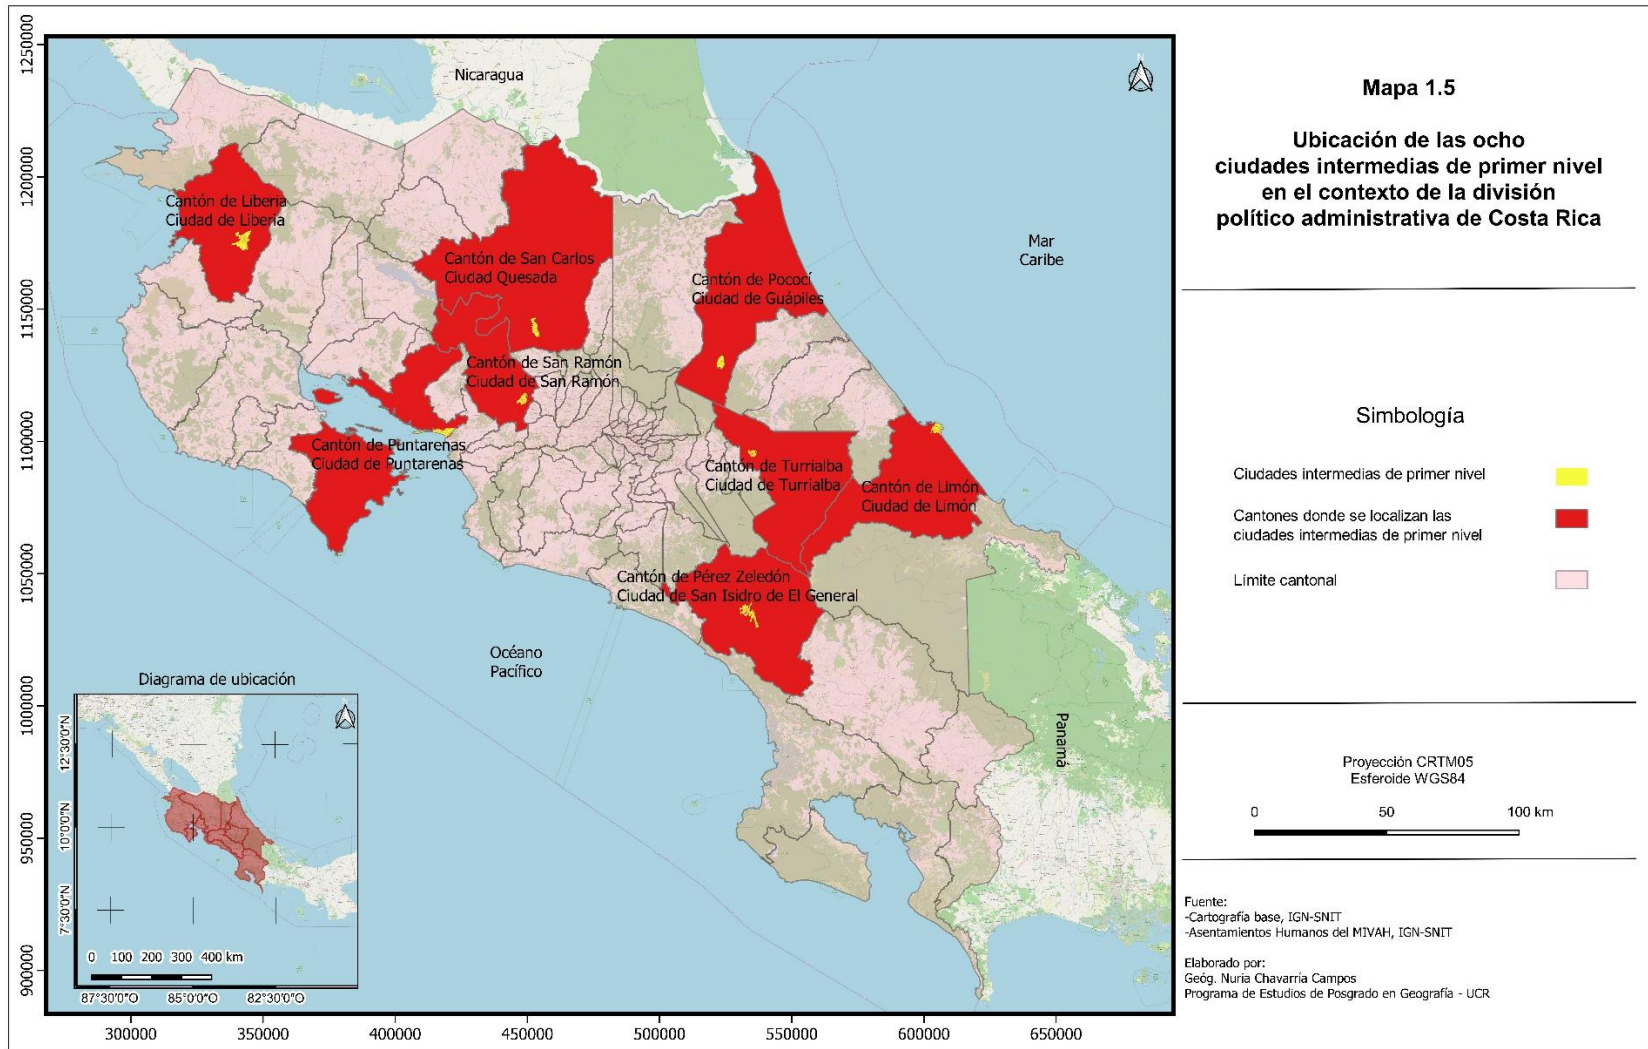 Mapa 1.5
Ubicación de las ocho
ciudades intermedias de primer nivel
en el contexto de la división
político administrativa de Costa Rica
Nicaragua
Mar
Caribe
Cantón de Liberia
Ciudad de Liberia
Cantón de San Carlos
Ciudad Quesada
Cantón de Pococí
Ciudad de Guápiles
Cantón de San Ramón
Ciudad de San Ramón
Cantón de Puntarenas
Ciudad de Puntarenas
Cantón de Turrialba
Ciudad de Turrialba
Cantón de Limón
Ciudad de Limón
Cantón de Pérez Zeledón
Ciudad de San Isidro de El General
Océano
Pacífico
Panamá
1250000
1200000
1150000
1100000
1050000
1000000
950000
900000
300000
350000
400000
450000
500000
550000
600000
650000
Diagrama de ubicación
12°30'0"N
10°0'0"N
7°30'0"N
0 100 200 300 400 km
87°30'0"O
85°0'0"O
82°30'0"O
Simbología
Ciudades intermedias de primer nivel
Cantones donde se localizan las
ciudades intermedias de primer nivel
Límite cantonal
Proyección CRTM05
Esferoide WGS84
0 50 100 km
Fuente:
-Cartografía base, IGN-SNIT
-Asentamientos Humanos del MIVAH, IGN-SNIT
Elaborado por:
Geóg. Nuria Chavarría Campos
Programa de Estudios de Posgrado en Geografía - UCR